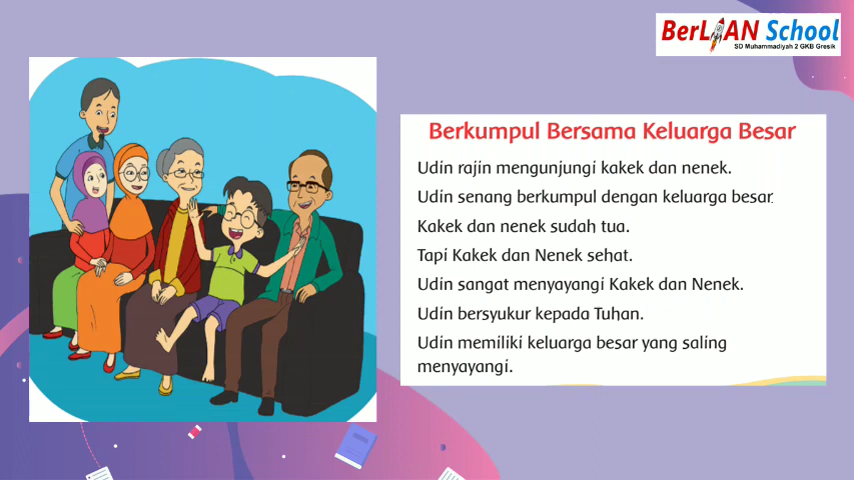 BerLIAN School
SD Muhammadiyah 2 GKB Gresik
Berkumpul Bersama Keluarga Besar
Udin rajin mengunjungi kakek dan nenek.
Udin senang berkumpul dengan keluarga besar.
Kakek dan nenek sudah tua.
Tapi Kakek dan Nenek sehat.
Udin sangat menyayangi Kakek dan Nenek.
Udin bersyukur kepada Tuhan.
Udin memiliki keluarga besar yang saling
menyayangi.